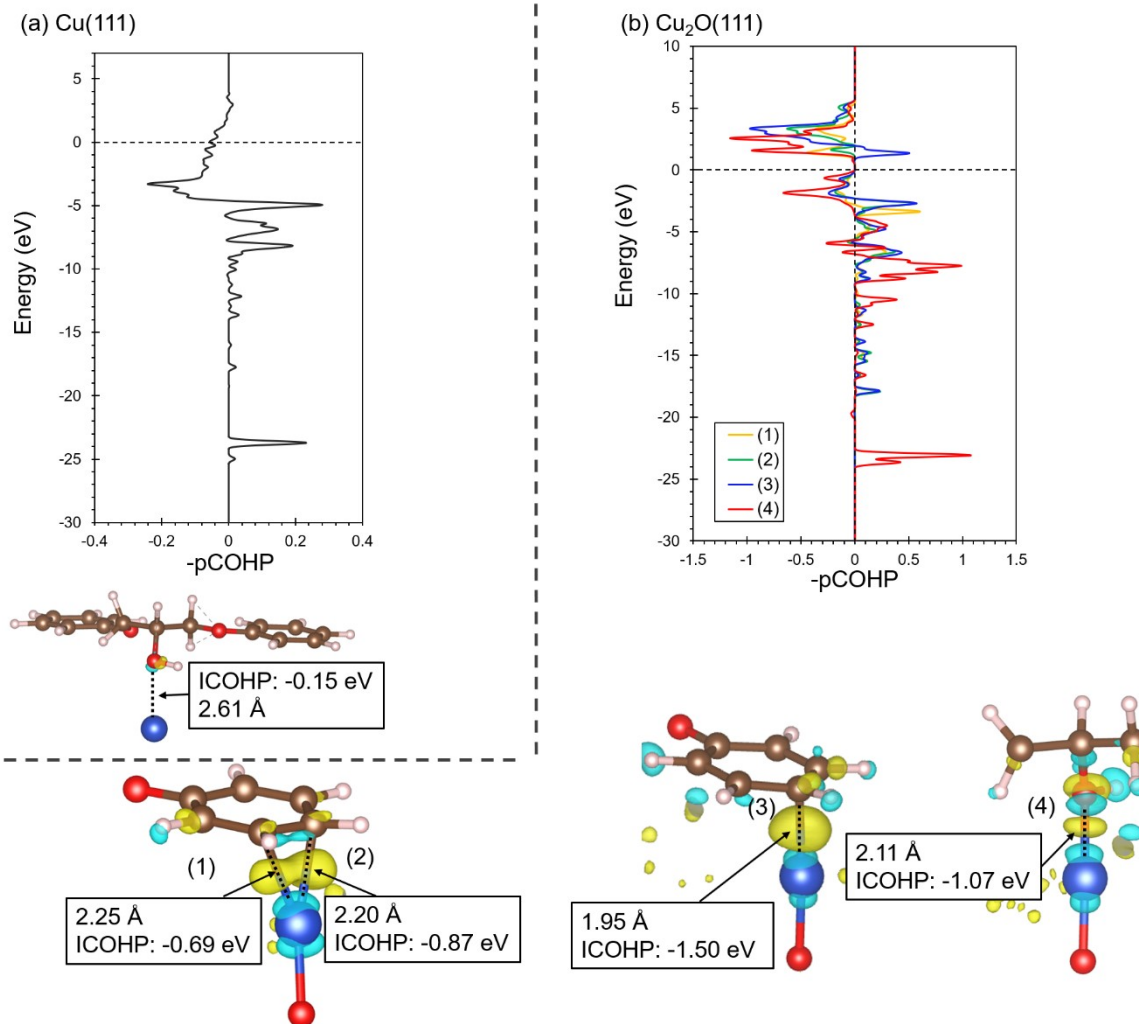 (a) Cu(111)
5
0
-5
-10
-15
-20
-25
-30
Energy (eV)
-0.4
-0.2
0
0.2
0.4
-pCOHP
ICOHP: -0.15 eV
2.61 Å
(b) Cu₂O(111)
10
5
0
-5
-10
-15
-20
-25
-30
Energy (eV)
(1)
(2)
(3)
(4)
-1.5
-1
-0.5
0
0.5
1
1.5
-pCOHP
(1)
(2)
2.25 Å
ICOHP: -0.69 eV
2.20 Å
ICOHP: -0.87 eV
(3)
1.95 Å
ICOHP: -1.50 eV
(4)
2.11 Å
ICOHP: -1.07 eV